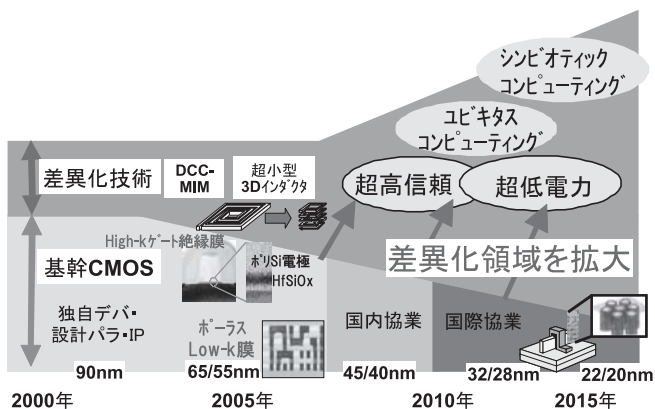 シンビオティック
コンピューティング
ユビキタス
コンピューティング
差異化技術
DCC-
MIM
超小型
3Dインダクタ
超高信頼
超低電力
High-kゲート絶縁膜
基幹CMOS
ポリSi電極
HfSiOx
差異化領域を拡大
独自デバ・
設計パラ・IP
ポーラス
Low-k膜
国内協業
国際協業
90nm
65/55nm
45/40nm
32/28nm
22/20nm
2000年
2005年
2010年
2015年